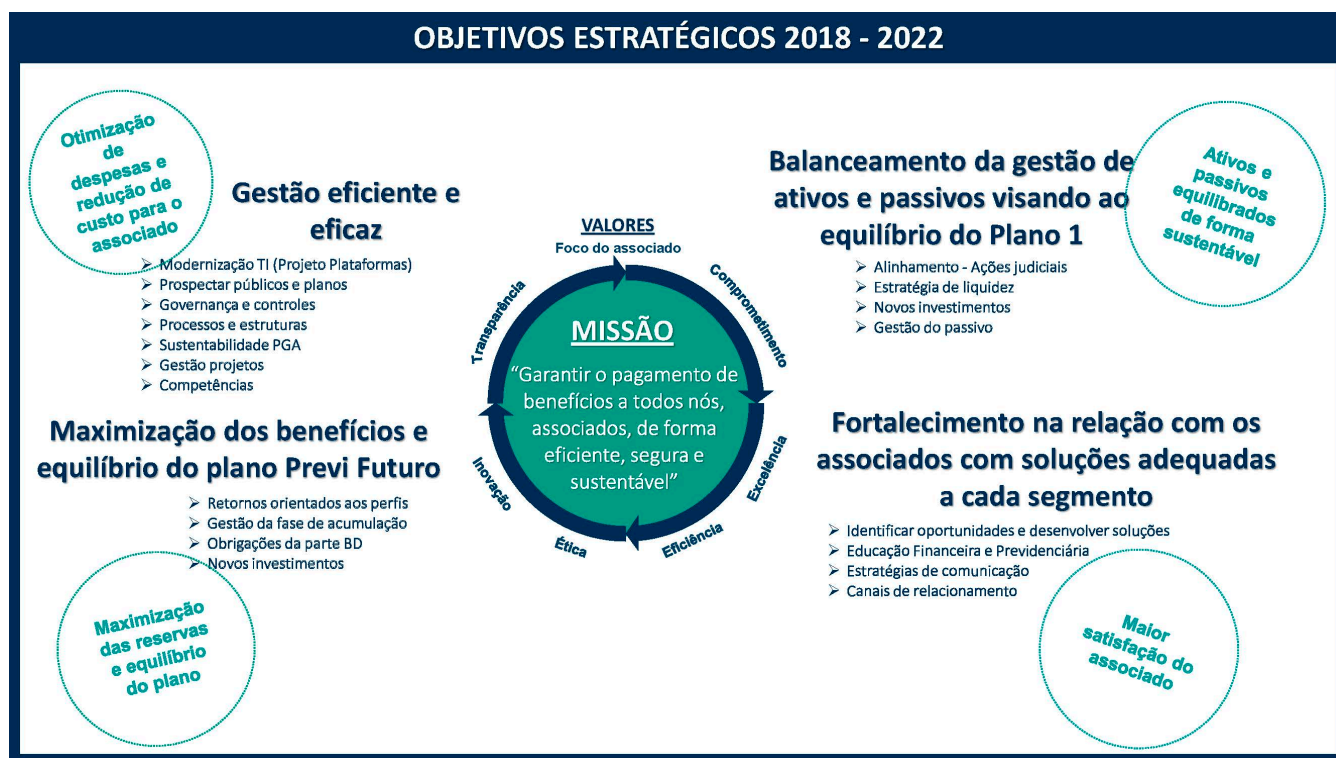 OBJETIVOS ESTRATÉGICOS 2018 - 2022
Otimização
de
despesas e
redução de
custo para o
associado
Gestão eficiente e
eficaz
➢ Modernização TI (Projeto Plataformas)
➢ Prospectar públicos e planos
➢ Governança e controles
➢ Processos e estruturas
➢ Sustentabilidade PGA
➢ Gestão projetos
➢ Competências
Maximização dos benefícios e
equilíbrio do plano Previ Futuro
➢ Retornos orientados aos perfis
➢ Gestão da fase de acumulação
➢ Obrigações da parte BD
➢ Novos investimentos
Maximização
das reservas
e equilíbrio
do plano
VALORES
Foco do associado
Comprometimento
Excelência
Eficiência
Ética
Inovação
Transparência
MISSÃO
“Garantir o pagamento de
benefícios a todos nós,
associados, de forma
eficiente, segura e
sustentável”
Balanceamento da gestão de
ativos e passivos visando ao
equilíbrio do Plano 1
➢ Alinhamento - Ações judiciais
➢ Estratégia de liquidez
➢ Novos investimentos
➢ Gestão do passivo
Ativos e
passivos
equilibrados
de forma
sustentável
Fortalecimento na relação com os
associados com soluções adequadas
a cada segmento
➢ Identificar oportunidades e desenvolver soluções
➢ Educação Financeira e Previdenciária
➢ Estratégias de comunicação
➢ Canais de relacionamento
Maior
satisfação do
associado